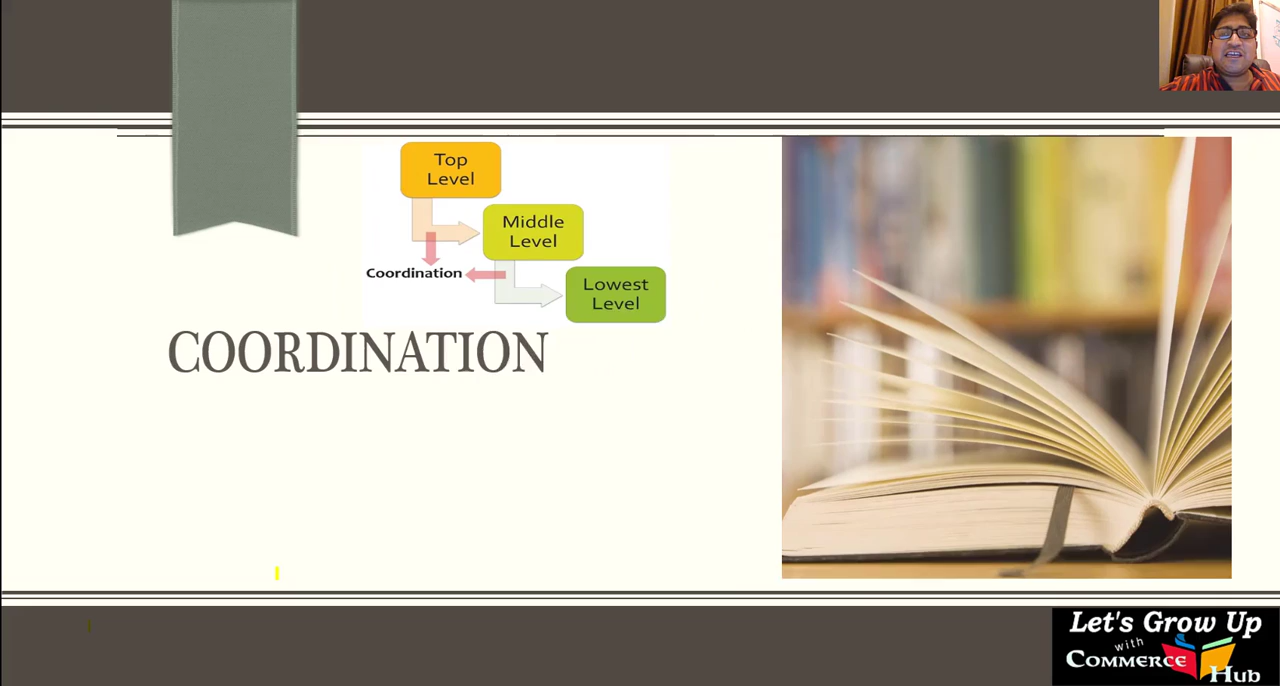 Top
Level
Middle
Level
Coordination
Lowest
Level
COORDINATION
Let's Grow Up
with
COMMERCE
Hub